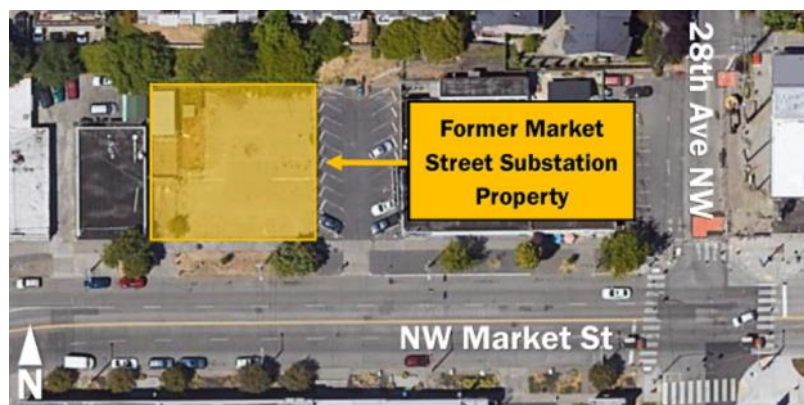 28th Ave NW
Former Market
Street Substation
Property
NW Market St
N